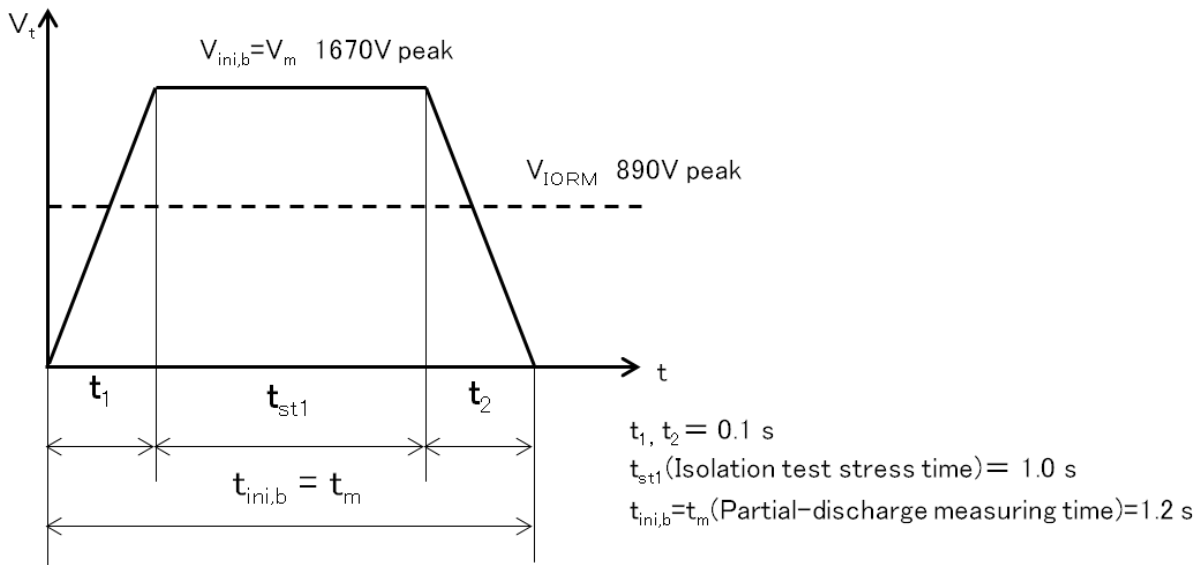 Vt
Vini,b=Vm 1670V peak
VIORM 890V peak
t
t1
tst1
t2
t1, t2＝ 0.1 s
tst1(Isolation test stress time)＝ 1.0 s
tini,b = tm
tini,b=tm(Partial-discharge measuring time)=1.2 s